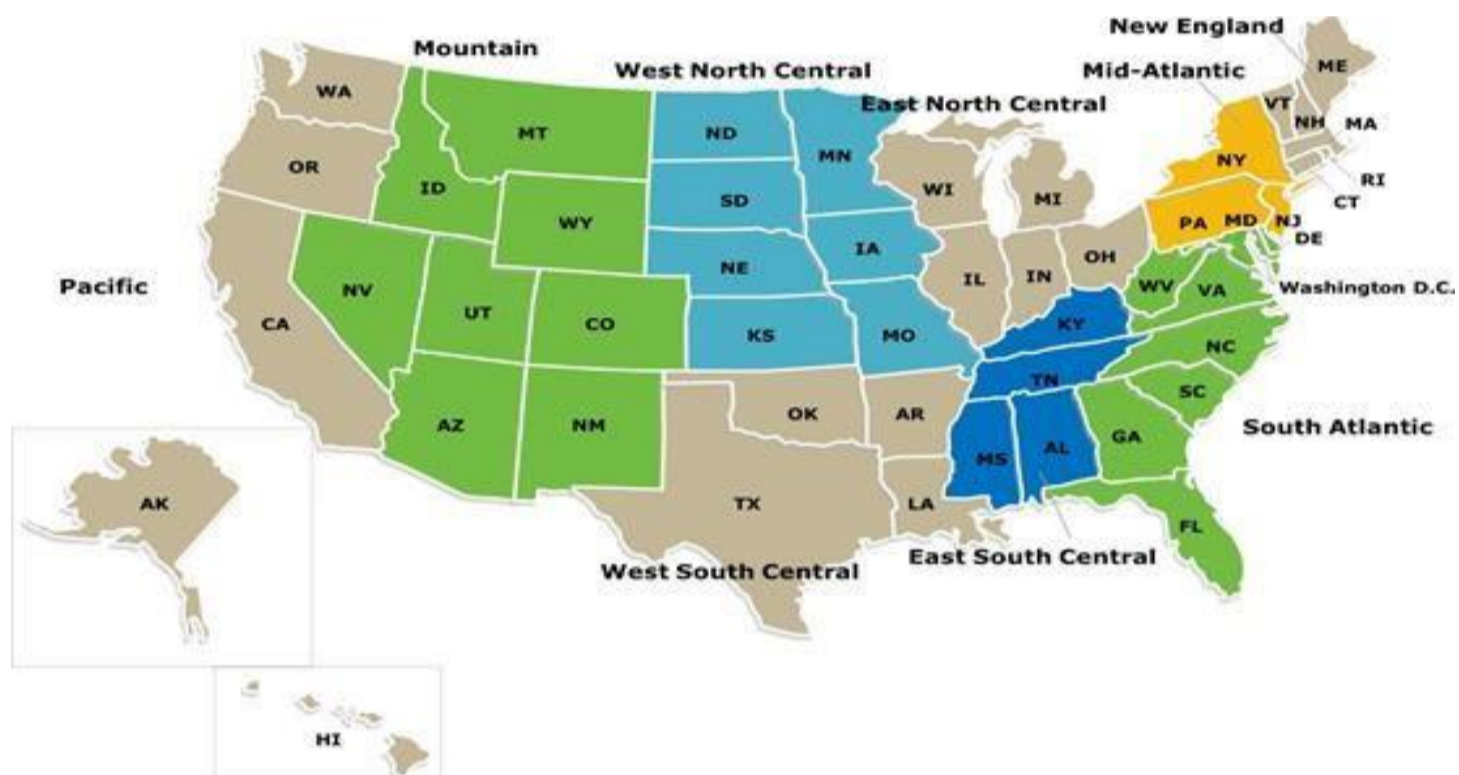 New England
Mountain
ME
West North Central
Mid-Atlantic
WA
East North Central
VT
NH
MA
MT
ND
MN
OR
NY
ID
WI
RI
MI
SD
CT
WY
PA
MD
NJ
DE
IA
OH
NE
IL
IN
Pacific
NV
WV
VA
Washington D.C.
UT
CO
CA
KY
KS
MO
NC
TN
SC
OK
AR
AZ
NM
South Atlantic
GA
AL
MS
AK
TX
LA
FL
East South Central
West South Central
HI